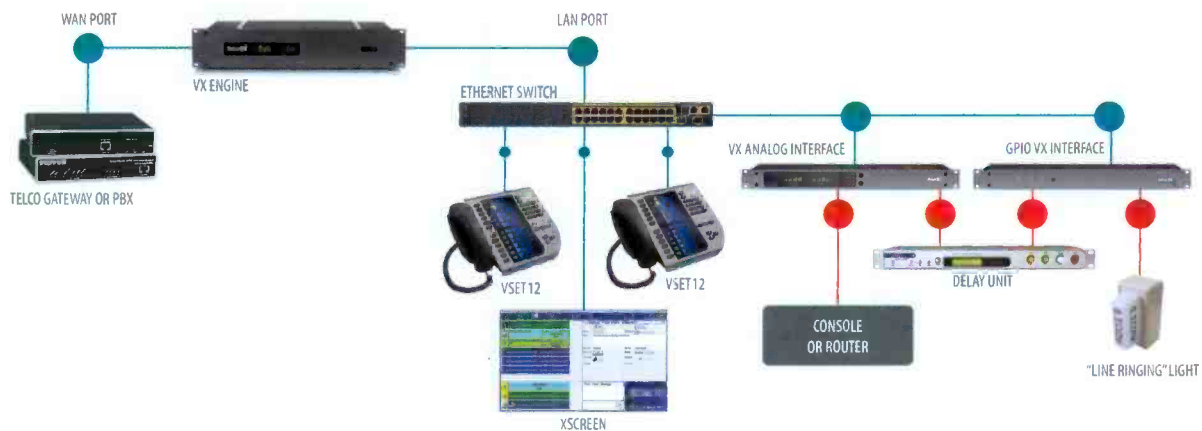 WAN PORT
LAN PORT
VX ENGINE
ETHERNET SWITCH
TELCO GATEWAY OR PBX
VX ANALOG INTERFACE
GPIO VX INTERFACE
VSET12
VSET12
DELAY UNIT
CONSOLE
OR ROUTER
"LINE RINGING" LIGHT
XSCREEN